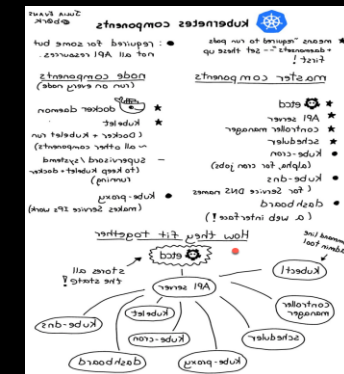 Julia Evans
@b0rk
kubernetes components
★ means "required to run pods
+ daemonsets" -- set these up
first!
● : required for some but
not all API resources.
master components
★ etcd
★ API server
★ controller manager
★ scheduler
● kube-cron
(alpha, for cron jobs)
● kube-dns
(for Service DNS names)
● dashboard
(a web interface!)
node components
(run on every node)
★ docker daemon
★ kubelet
(Docker + kubelet run
~ all other components)
~ supervisord/systemd
(to keep kubelet + docker
running)
● kube-proxy
(makes Service IPs work)
How they fit together
command line
admin tool
kubectl
etcd
stores all
the state!
API server
controller
manager
scheduler
kube-proxy
dashboard
kube-cron
kubelet
kube-dns